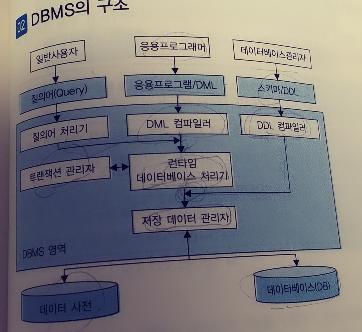 02 DBMS의 구조
일반사용자
응용프로그래머
데이터베이스관리자
질의어(Query)
응용프로그램/DML
스키마/DDL
질의어 처리기
DML 컴파일러
DDL 컴파일러
트랜잭션 관리자
런타임
데이터베이스 처리기
저장 데이터 관리자
DBMS 영역
데이터 사전
데이터베이스(DB)